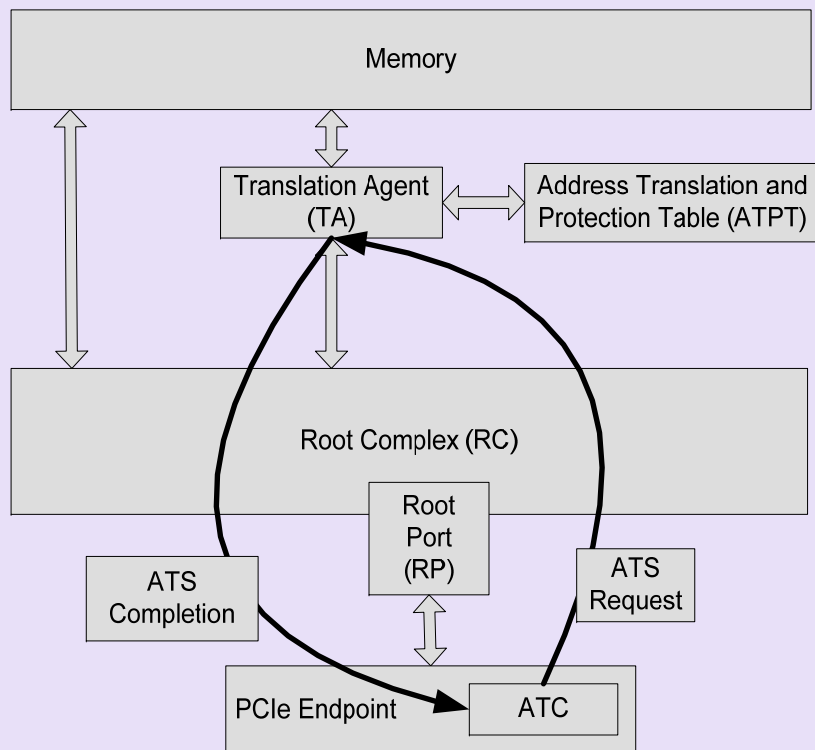 Memory
Translation Agent
(TA)
Address Translation and
Protection Table (ATPT)
Root Complex (RC)
Root
Port
(RP)
ATS
Completion
ATS
Request
PCIe Endpoint
ATC